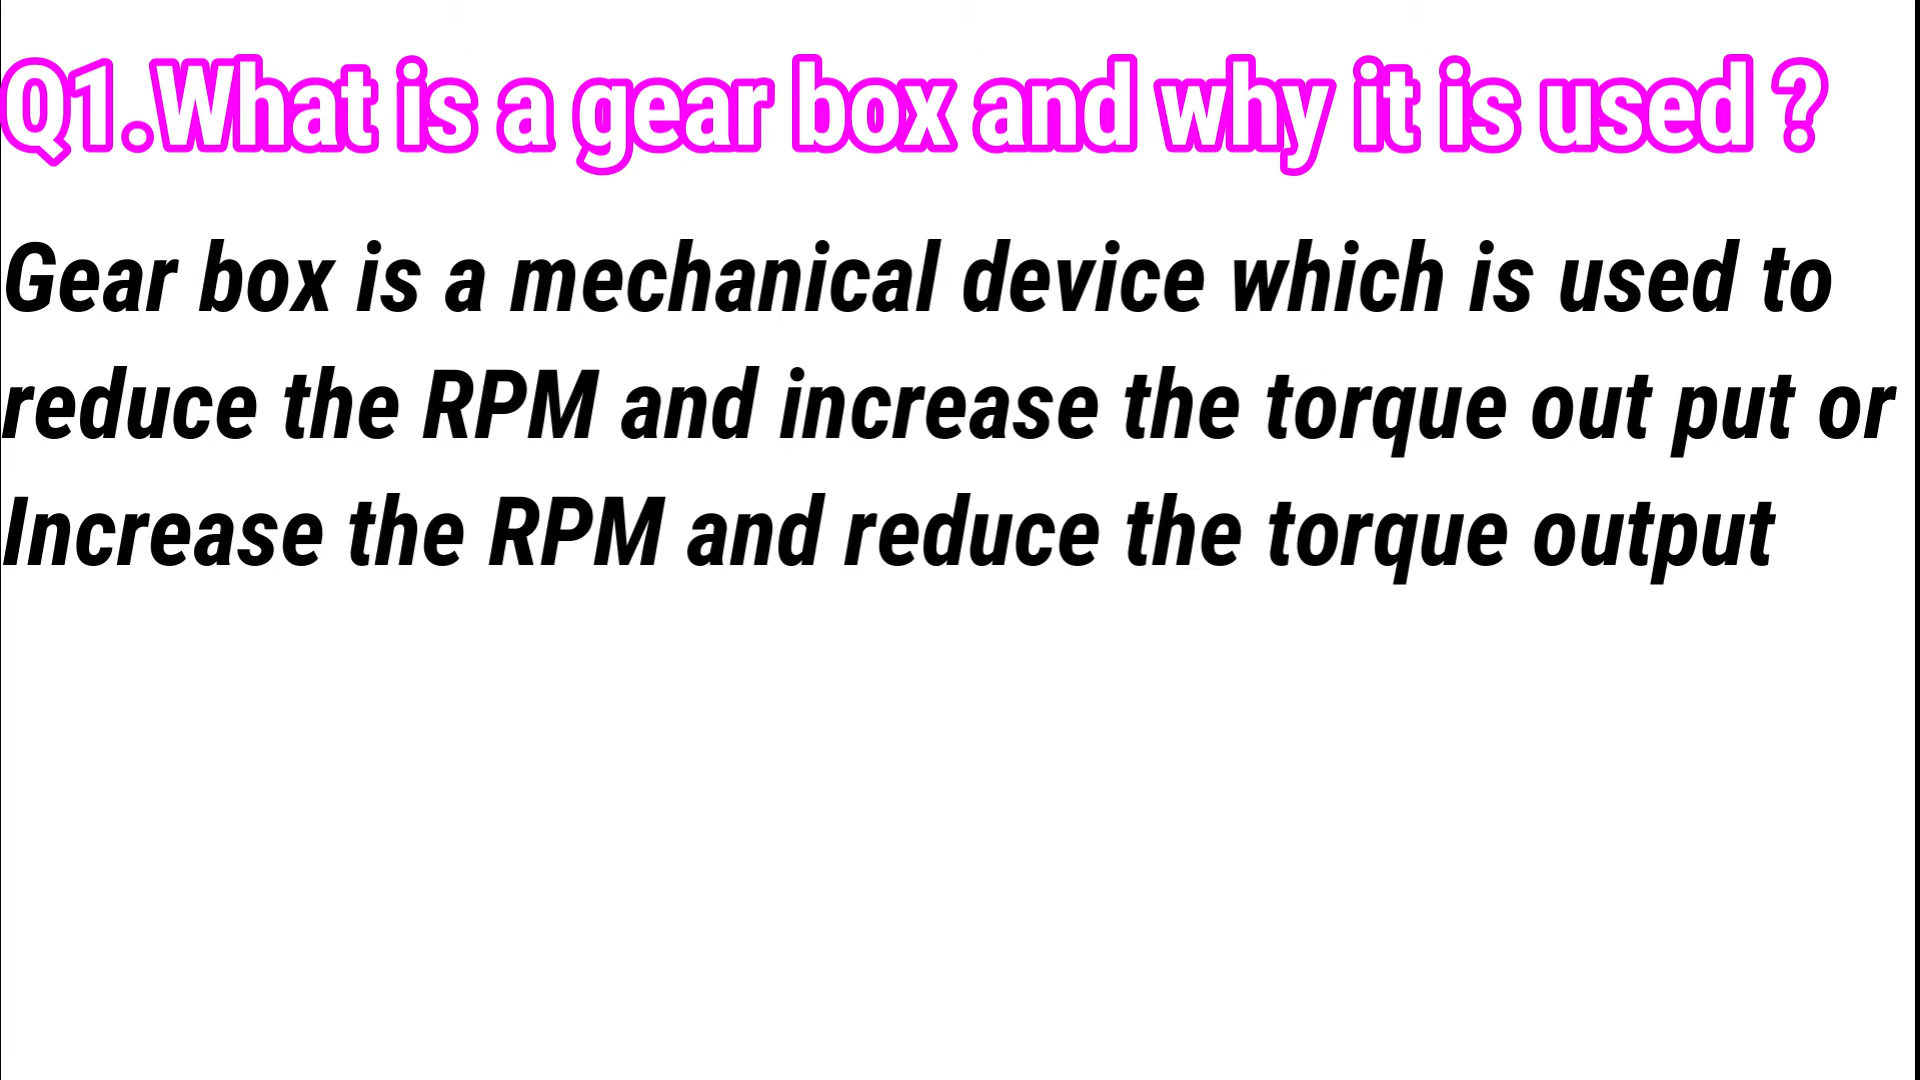 Q1.What is a gear box and why it is used ?
Gear box is a mechanical device which is used to
reduce the RPM and increase the torque out put or
Increase the RPM and reduce the torque output